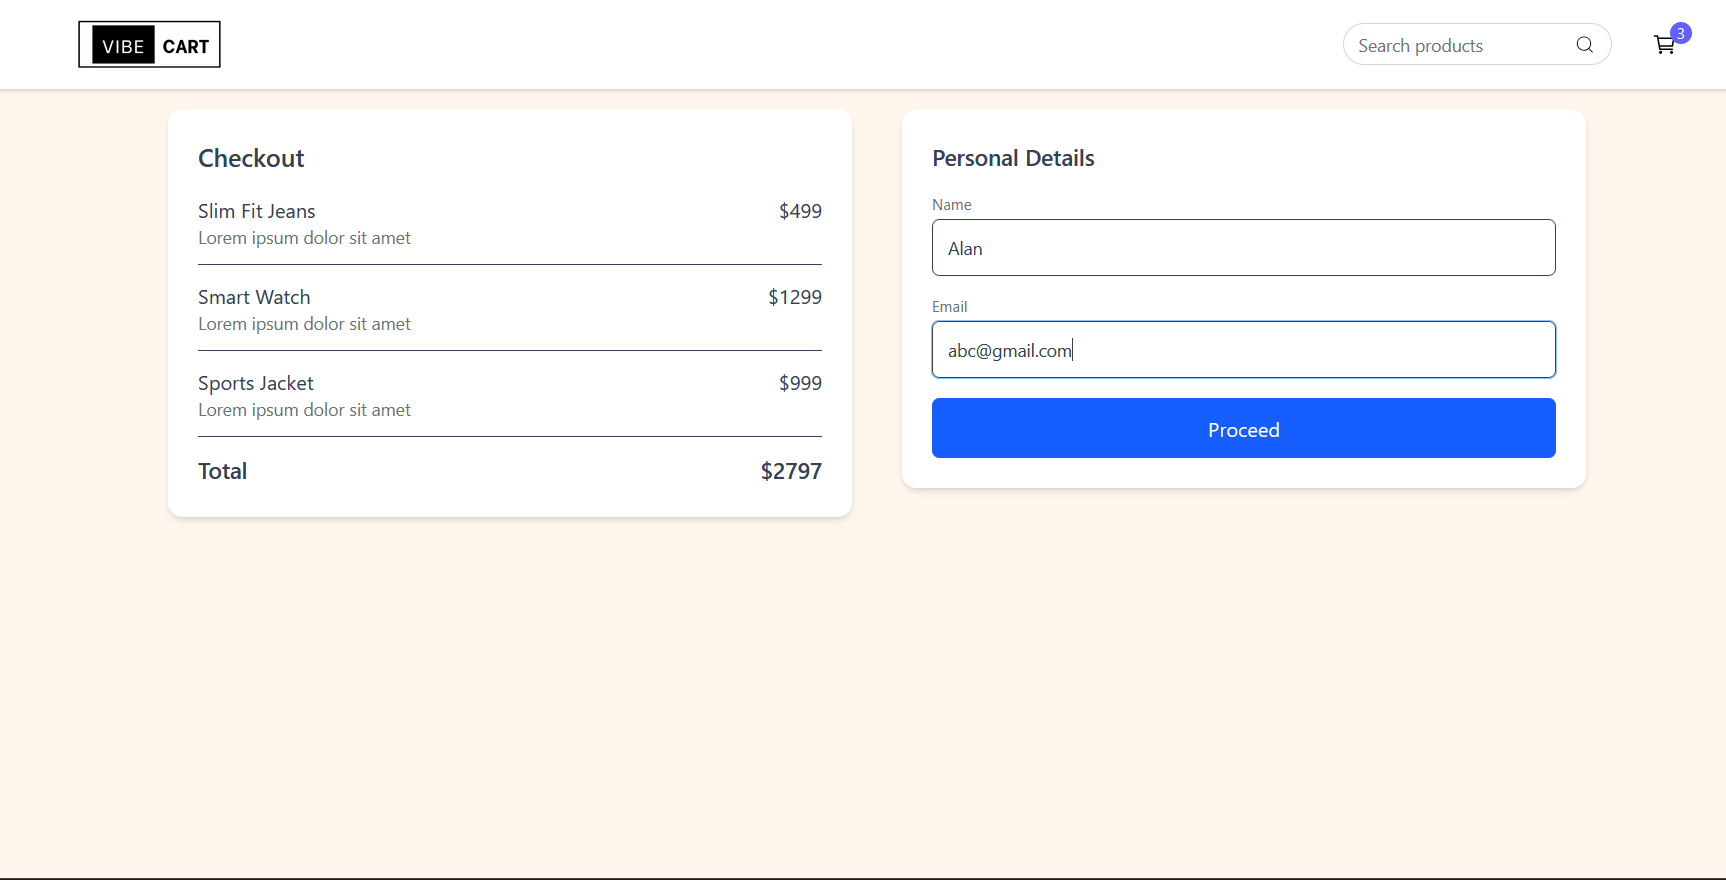 VIBE CART
Search products
3
Checkout
Slim Fit Jeans $499
Lorem ipsum dolor sit amet
Smart Watch $1299
Lorem ipsum dolor sit amet
Sports Jacket $999
Lorem ipsum dolor sit amet
Total $2797
Personal Details
Name
Alan
Email
abc@gmail.com
Proceed